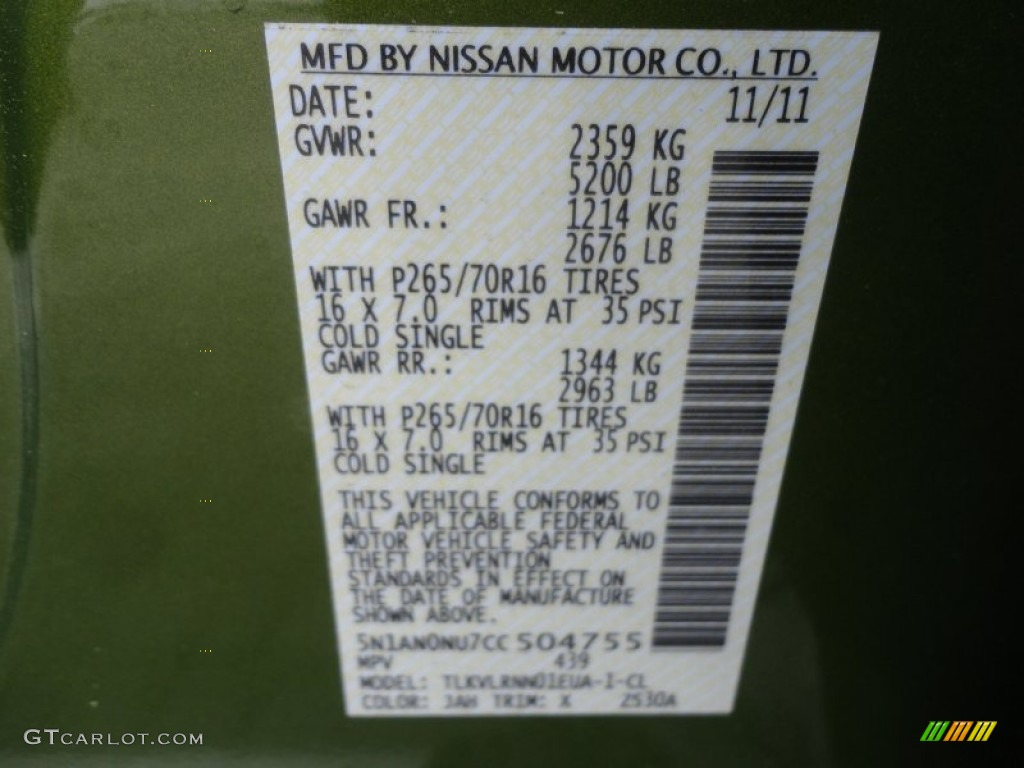 MFD BY NISSAN MOTOR CO., LTD.
DATE: 11/11
GVWR: 2359 KG
5200 LB
GAWR FR.: 1214 KG
2676 LB
WITH P265/70R16 TIRES
16 X 7.0 RIMS AT 35 PSI
COLD SINGLE
GAWR RR.: 1344 KG
2963 LB
WITH P265/70R16 TIRES
16 X 7.0 RIMS AT 35 PSI
COLD SINGLE
THIS VEHICLE CONFORMS TO
ALL APPLICABLE FEDERAL
MOTOR VEHICLE SAFETY AND
THEFT PREVENTION
STANDARDS IN EFFECT ON
THE DATE OF MANUFACTURE
SHOWN ABOVE.
5N1AN0NU7CC504755
MPV 439
MODEL: TLKVLRNN01EUA-1-CL
COLOR: JAH TRIM: X 2530A
GTCARLOT.COM